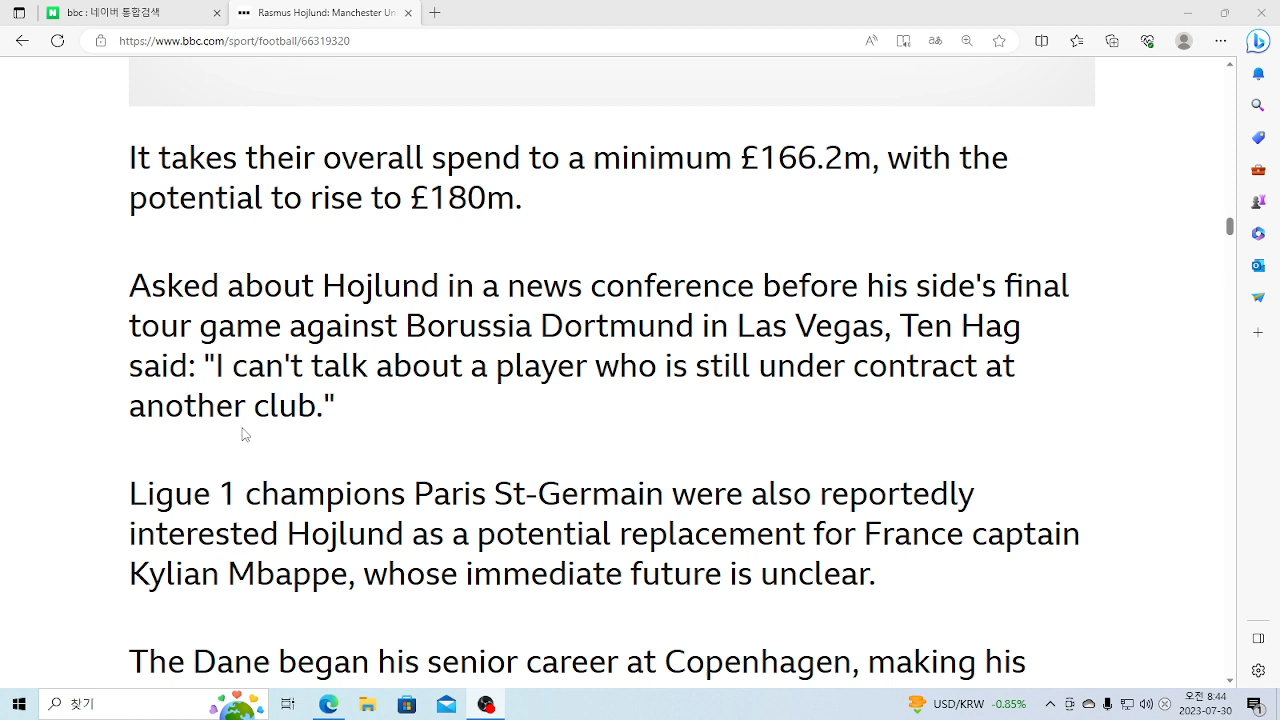 bbc : 네이버 통합검색
Rasmus Hojlund: Manchester Un
https://www.bbc.com/sport/football/66319320
It takes their overall spend to a minimum £166.2m, with the
potential to rise to £180m.
Asked about Hojlund in a news conference before his side's final
tour game against Borussia Dortmund in Las Vegas, Ten Hag
said: "I can't talk about a player who is still under contract at
another club."
Ligue 1 champions Paris St-Germain were also reportedly
interested Hojlund as a potential replacement for France captain
Kylian Mbappe, whose immediate future is unclear.
The Dane began his senior career at Copenhagen, making his
찾기
USD/KRW -0.85%
오전 8:44
2023-07-30
1